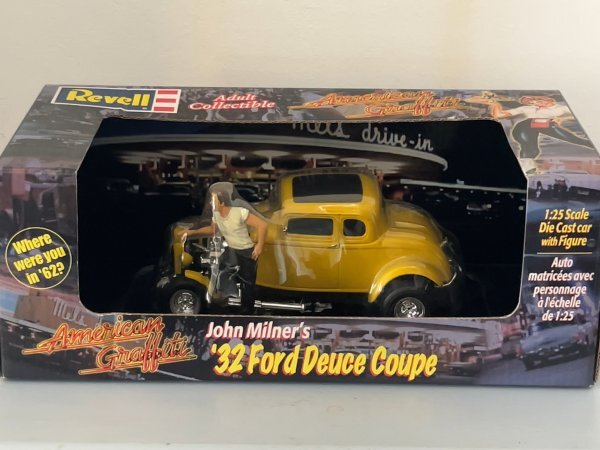 Revell
Adult
Collectible
American
Graffiti
mels drive-in
Where
were you
in '62?
1:25 Scale
Die Cast car
with Figure
Auto
matricées avec
personnage
à l'échelle
de 1:25
American
Graffiti
John Milner's
'32 Ford Deuce Coupe